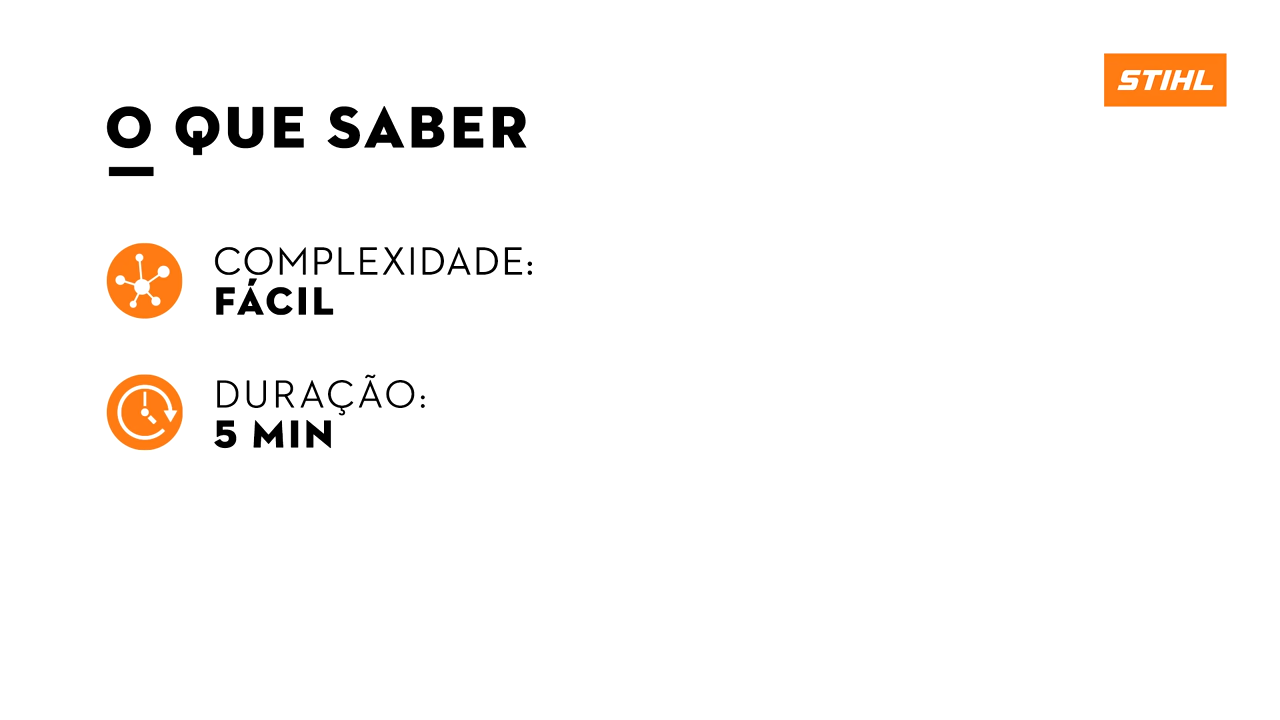 STIHL
O QUE SABER
COMPLEXIDADE:
FÁCIL
DURAÇÃO:
5 MIN